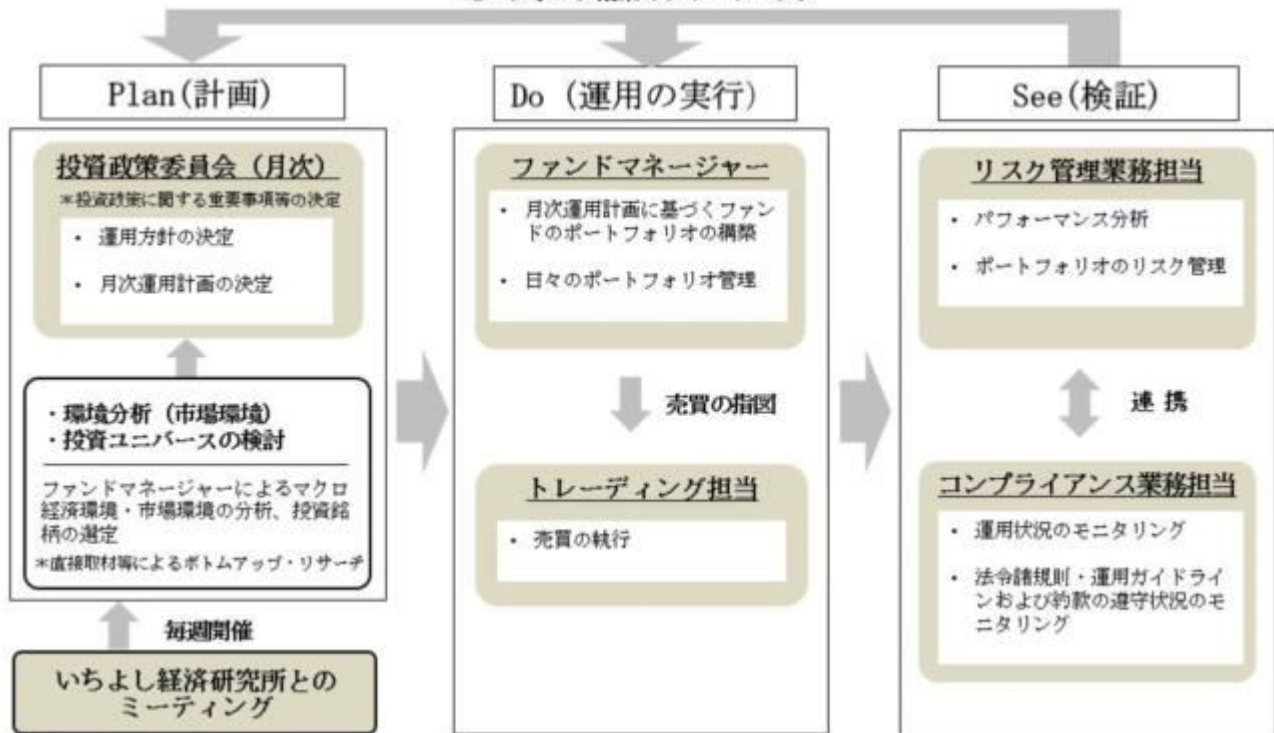 Plan(計画)
投資政策委員会（月次）
＊投資政策に関する重要事項等の決定
・ 運用方針の決定
・ 月次運用計画の決定
・環境分析（市場環境）
・投資ユニバースの検討
ファンドマネージャーによるマクロ
経済環境・市場環境の分析、投資銘
柄の選定
＊直接取材等によるボトムアップ・リサーチ
毎週開催
いちよし経済研究所との
ミーティング
Do（運用の実行）
ファンドマネージャー
・ 月次運用計画に基づくファン
ドのポートフォリオの構築
・ 日々のポートフォリオ管理
売買の指図
トレーディング担当
・ 売買の執行
See(検証)
リスク管理業務担当
・ パフォーマンス分析
・ ポートフォリオのリスク管理
連 携
コンプライアンス業務担当
・ 運用状況のモニタリング
・ 法令諸規則・運用ガイドライ
ンおよび約款の遵守状況のモ
ニタリング